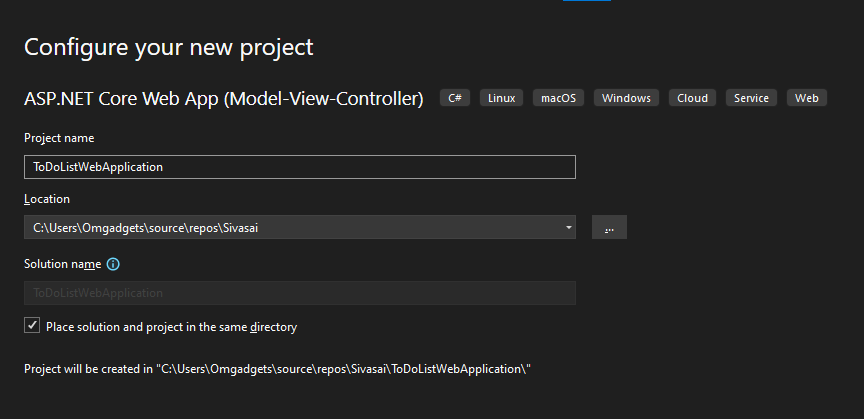 Configure your new project
ASP.NET Core Web App (Model-View-Controller) C# Linux macOS Windows Cloud Service Web
Project name
ToDoListWebApplication
Location
C:\Users\Omgadgets\source\repos\Sivasai ...
Solution name
ToDoListWebApplication
Place solution and project in the same directory
Project will be created in "C:\Users\Omgadgets\source\repos\Sivasai\ToDoListWebApplication\"